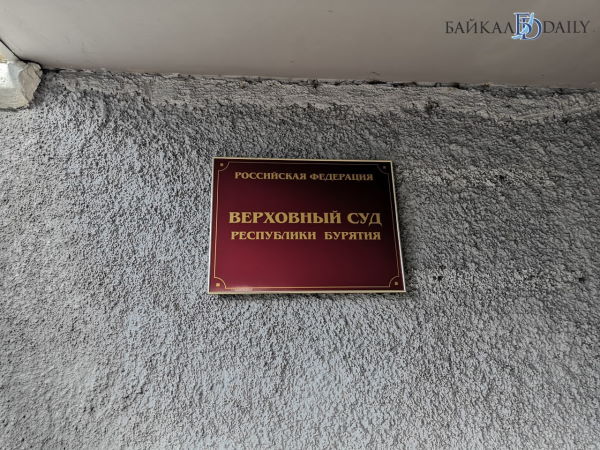 БАЙКАЛ DAILY
РОССИЙСКАЯ ФЕДЕРАЦИЯ
ВЕРХОВНЫЙ СУД
РЕСПУБЛИКИ БУРЯТИЯ